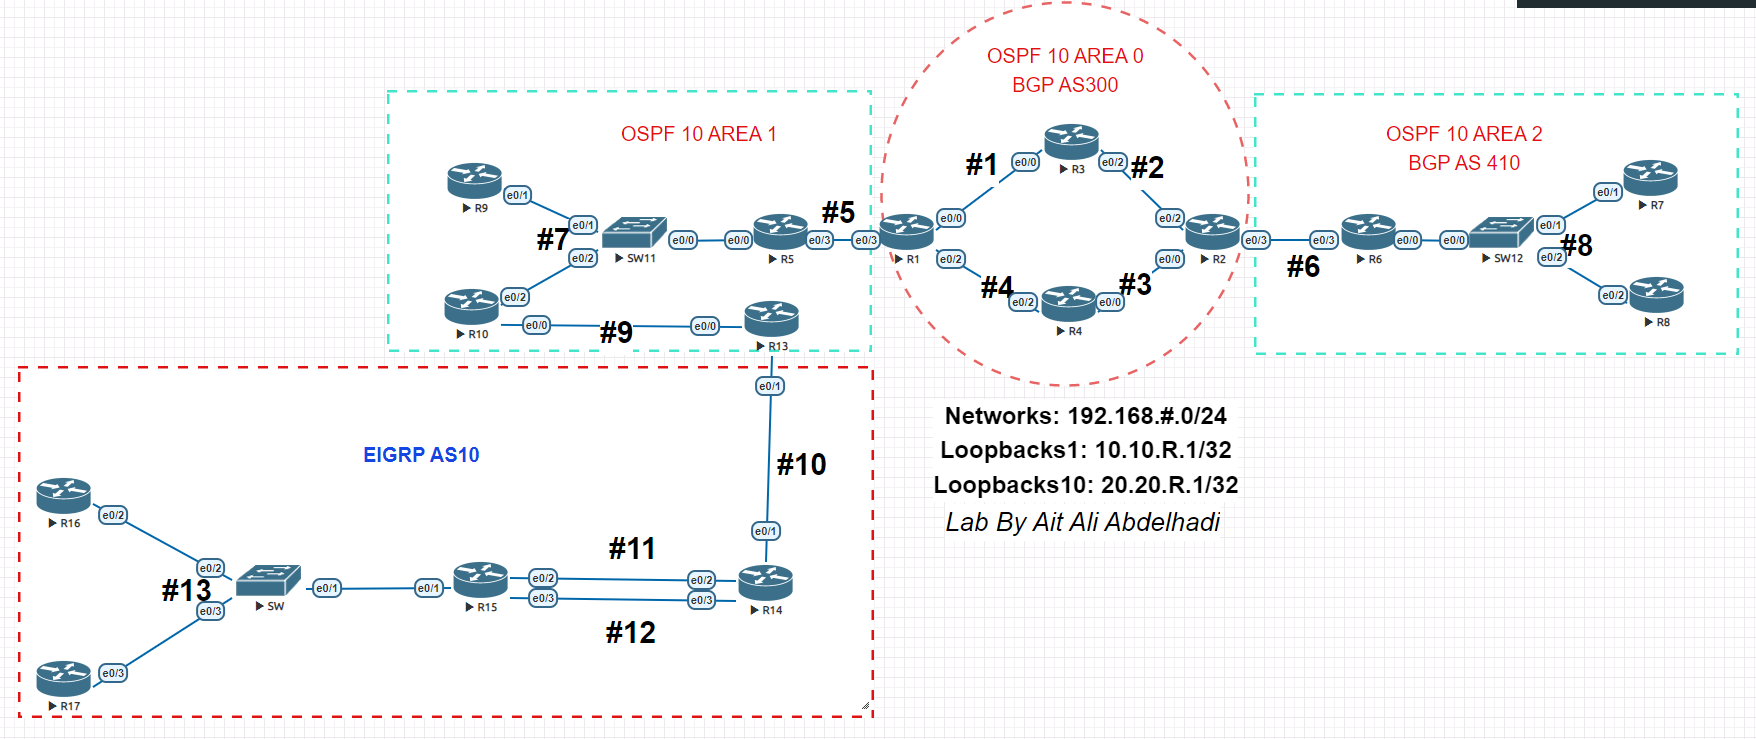 OSPF 10 AREA 0
BGP AS300
OSPF 10 AREA 1
OSPF 10 AREA 2
BGP AS 410
R3
e0/0
e0/2
#1
#2
R9
e0/1
e0/1
#7
e0/2
SW11
e0/0
e0/0
R5
#5
e0/3
e0/3
R1
e0/0
e0/2
#4
e0/2
R4
e0/0
#3
e0/2
e0/0
R2
e0/3
#6
e0/3
R6
e0/0
e0/0
SW12
e0/1
e0/2
#8
e0/1
R7
e0/2
R8
R10
e0/2
e0/0
#9
e0/0
R13
e0/1
#10
Networks: 192.168.#.0/24
Loopbacks1: 10.10.R.1/32
Loopbacks10: 20.20.R.1/32
Lab By Ait Ali Abdelhadi
EIGRP AS10
R16
e0/2
e0/2
#13
e0/3
SW
e0/1
e0/1
R15
e0/2
e0/3
#11
#12
e0/2
e0/3
e0/1
R14
e0/3
R17